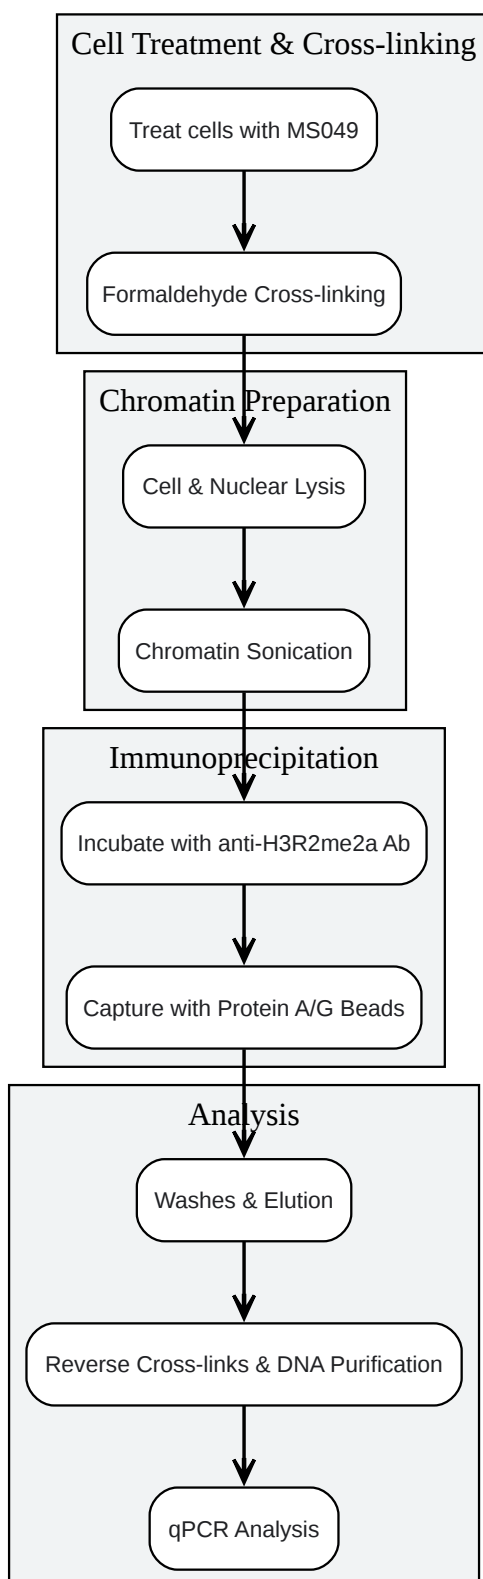 Cell Treatment & Cross-linking
Treat cells with MS049
Formaldehyde Cross-linking
Chromatin Preparation
Cell & Nuclear Lysis
Chromatin Sonication
Immunoprecipitation
Incubate with anti-H3R2me2a Ab
Capture with Protein A/G Beads
Analysis
Washes & Elution
Reverse Cross-links & DNA Purification
qPCR Analysis